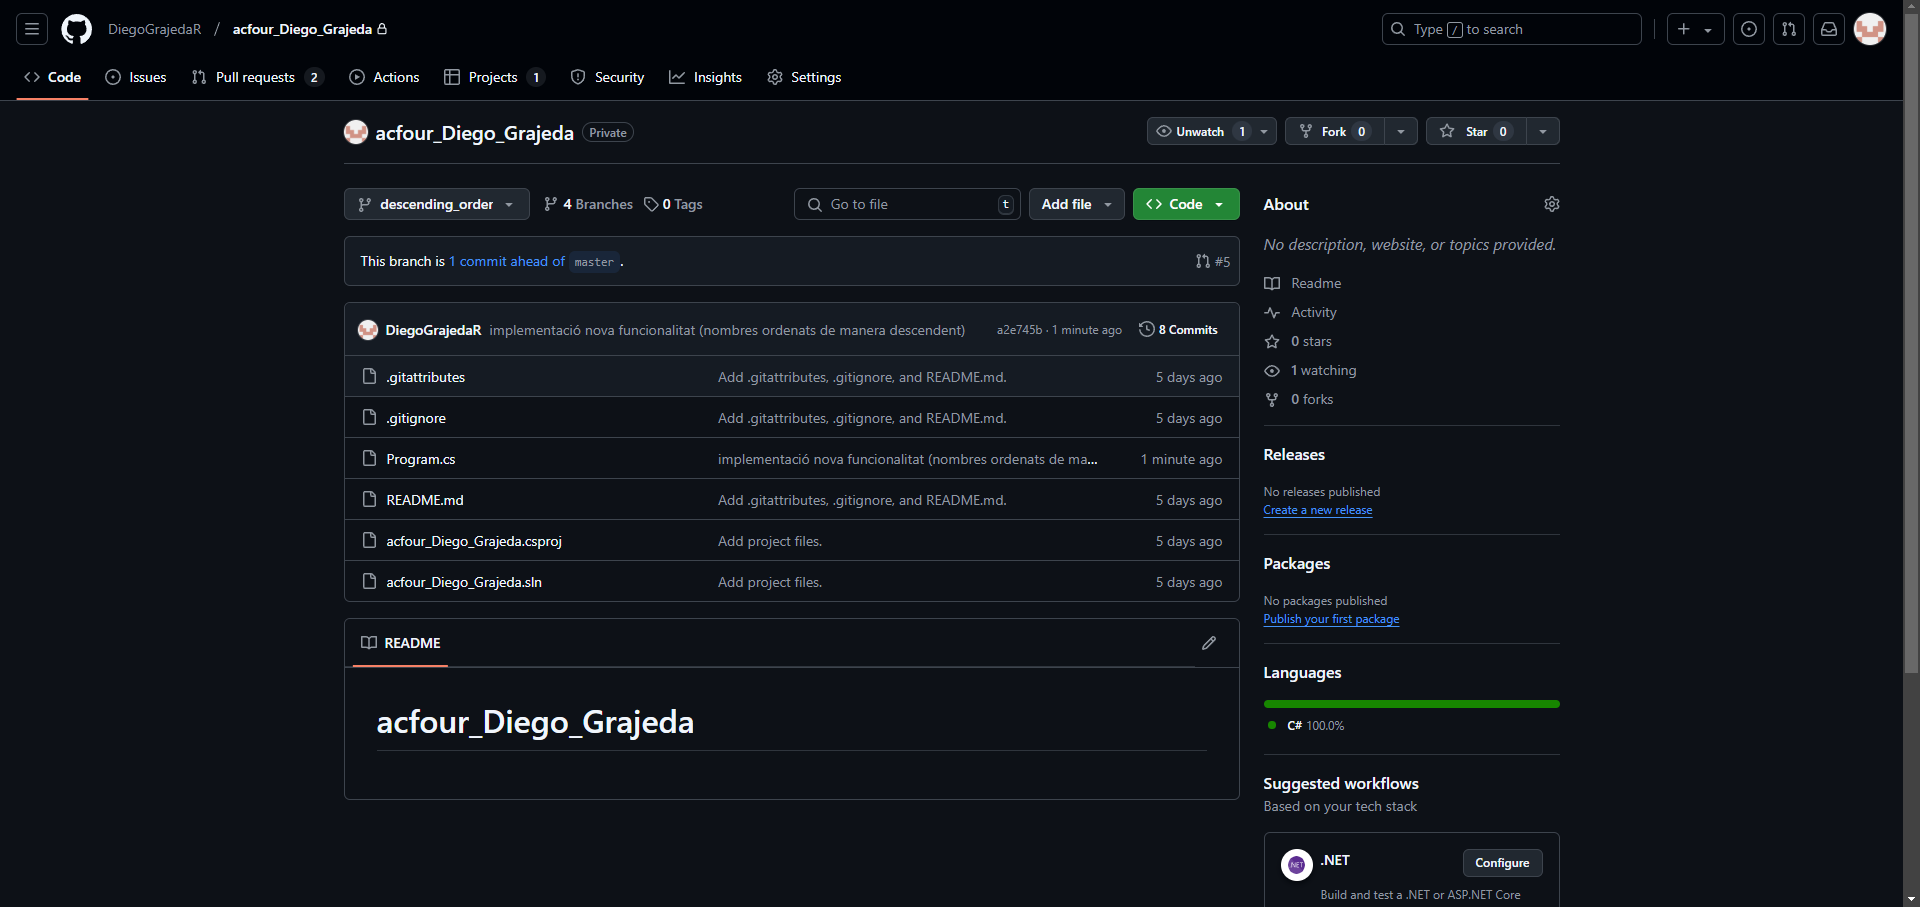 DiegoGrajedaR / acfour_Diego_Grajeda
Type / to search
Code Issues Pull requests 2 Actions Projects 1 Security Insights Settings
acfour_Diego_Grajeda Private
Unwatch 1 Fork 0 Star 0
descending_order 4 Branches 0 Tags
Go to file t Add file Code
This branch is 1 commit ahead of master .
#5
DiegoGrajedaR implementació nova funcionalitat (nombres ordenats de manera descendent) a2e745b · 1 minute ago 8 Commits
.gitattributes Add .gitattributes, .gitignore, and README.md. 5 days ago
.gitignore Add .gitattributes, .gitignore, and README.md. 5 days ago
Program.cs implementació nova funcionalitat (nombres ordenats de ma... 1 minute ago
README.md Add .gitattributes, .gitignore, and README.md. 5 days ago
acfour_Diego_Grajeda.csproj Add project files. 5 days ago
acfour_Diego_Grajeda.sln Add project files. 5 days ago
README
acfour_Diego_Grajeda
About
No description, website, or topics provided.
Readme
Activity
0 stars
1 watching
0 forks
Releases
No releases published
Create a new release
Packages
No packages published
Publish your first package
Languages
C# 100.0%
Suggested workflows
Based on your tech stack
.NET
.NET
Configure
Build and test a .NET or ASP.NET Core